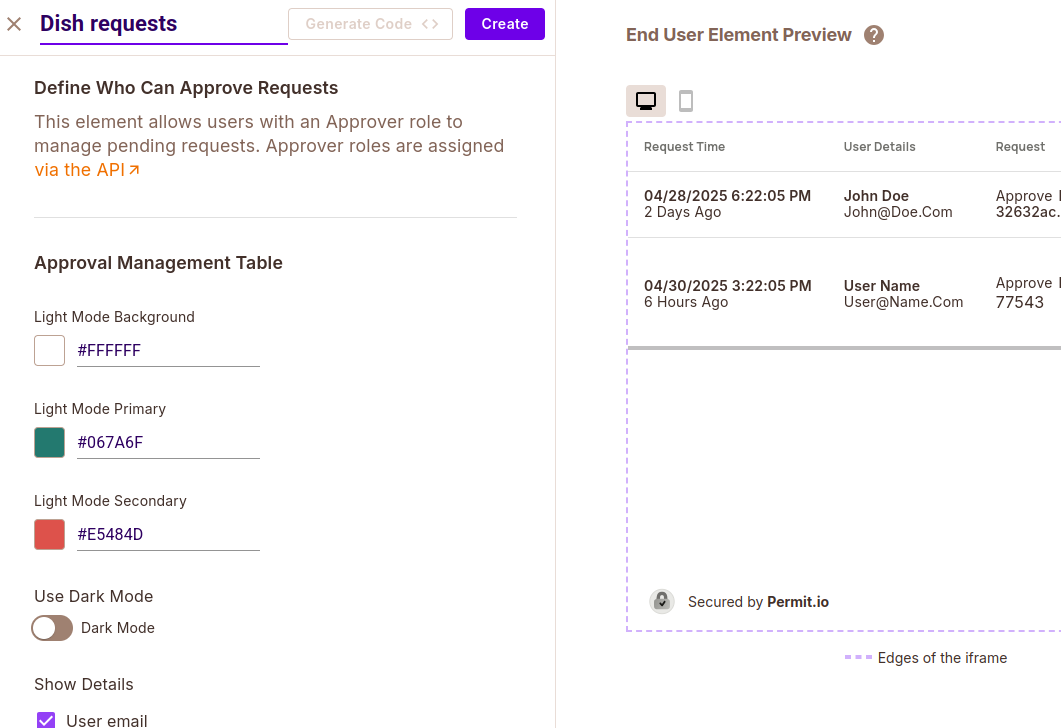 Dish requests
Generate Code <>
Create
Define Who Can Approve Requests
This element allows users with an Approver role to
manage pending requests. Approver roles are assigned
via the API
Approval Management Table
Light Mode Background
#FFFFFF
Light Mode Primary
#067A6F
Light Mode Secondary
#E5484D
Use Dark Mode
Dark Mode
Show Details
User email
End User Element Preview ?
Request Time User Details Request
04/28/2025 6:22:05 PM John Doe Approve
2 Days Ago John@Doe.Com 32632ac.
04/30/2025 3:22:05 PM User Name Approve
6 Hours Ago User@Name.Com 77543
Secured by Permit.io
Edges of the iframe